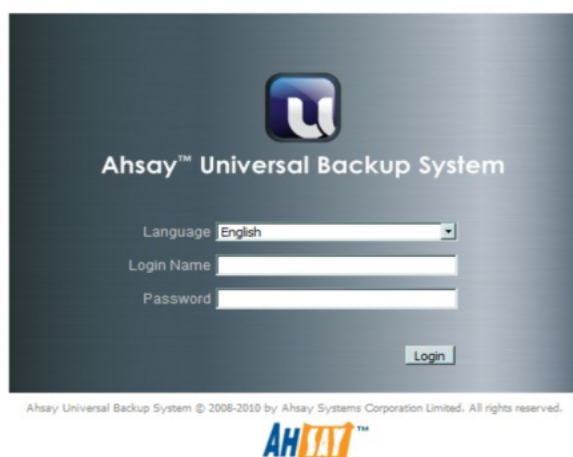 Ahsay™ Universal Backup System
Language English
Login Name
Password
Login
Ahsay Universal Backup System © 2008-2010 by Ahsay Systems Corporation Limited. All rights reserved.
AHSAY™